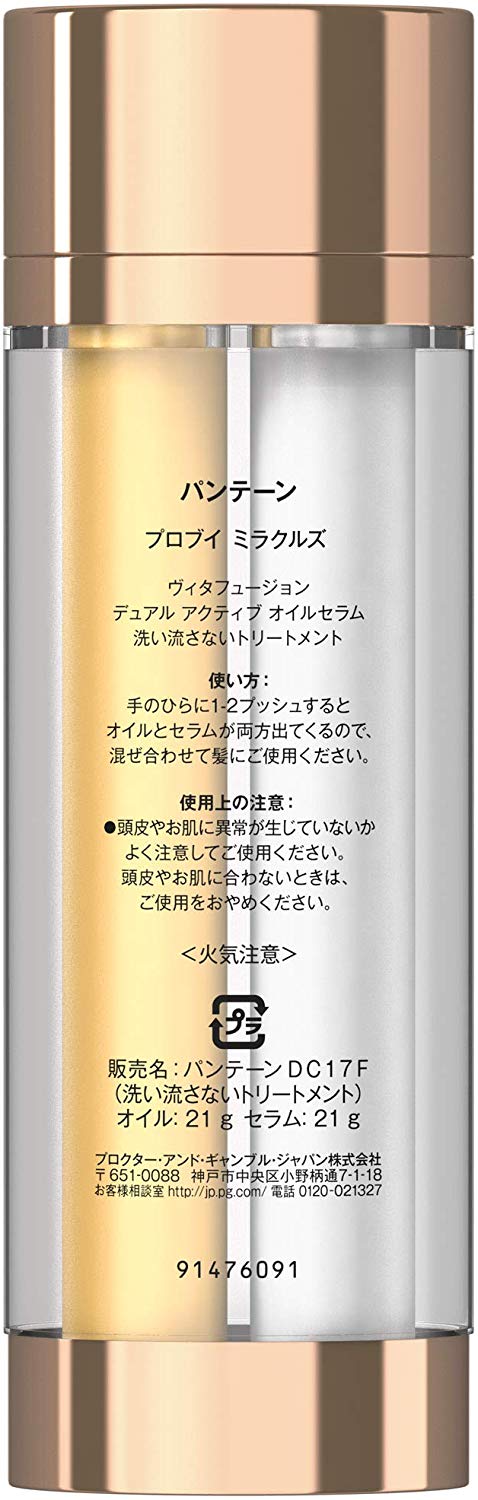 パンテーン
プロブイ ミラクルズ
ヴィタフュージョン
デュアル アクティブ オイルセラム
洗い流さないトリートメント
使い方：
手のひらに1-2プッシュすると
オイルとセラムが両方出てくるので、
混ぜ合わせて髪にご使用ください。
使用上の注意：
●頭皮やお肌に異常が生じていないか
よく注意してご使用ください。
頭皮やお肌に合わないときは、
ご使用をおやめください。
＜火気注意＞
プラ
販売名：パンテーンDC17F
（洗い流さないトリートメント）
オイル：21ｇ セラム：21ｇ
プロクター・アンド・ギャンブル・ジャパン株式会社
〒651-0088 神戸市中央区小野柄通7-1-18
お客様相談室 http://jp.pg.com/ 電話 0120-021327
91476091